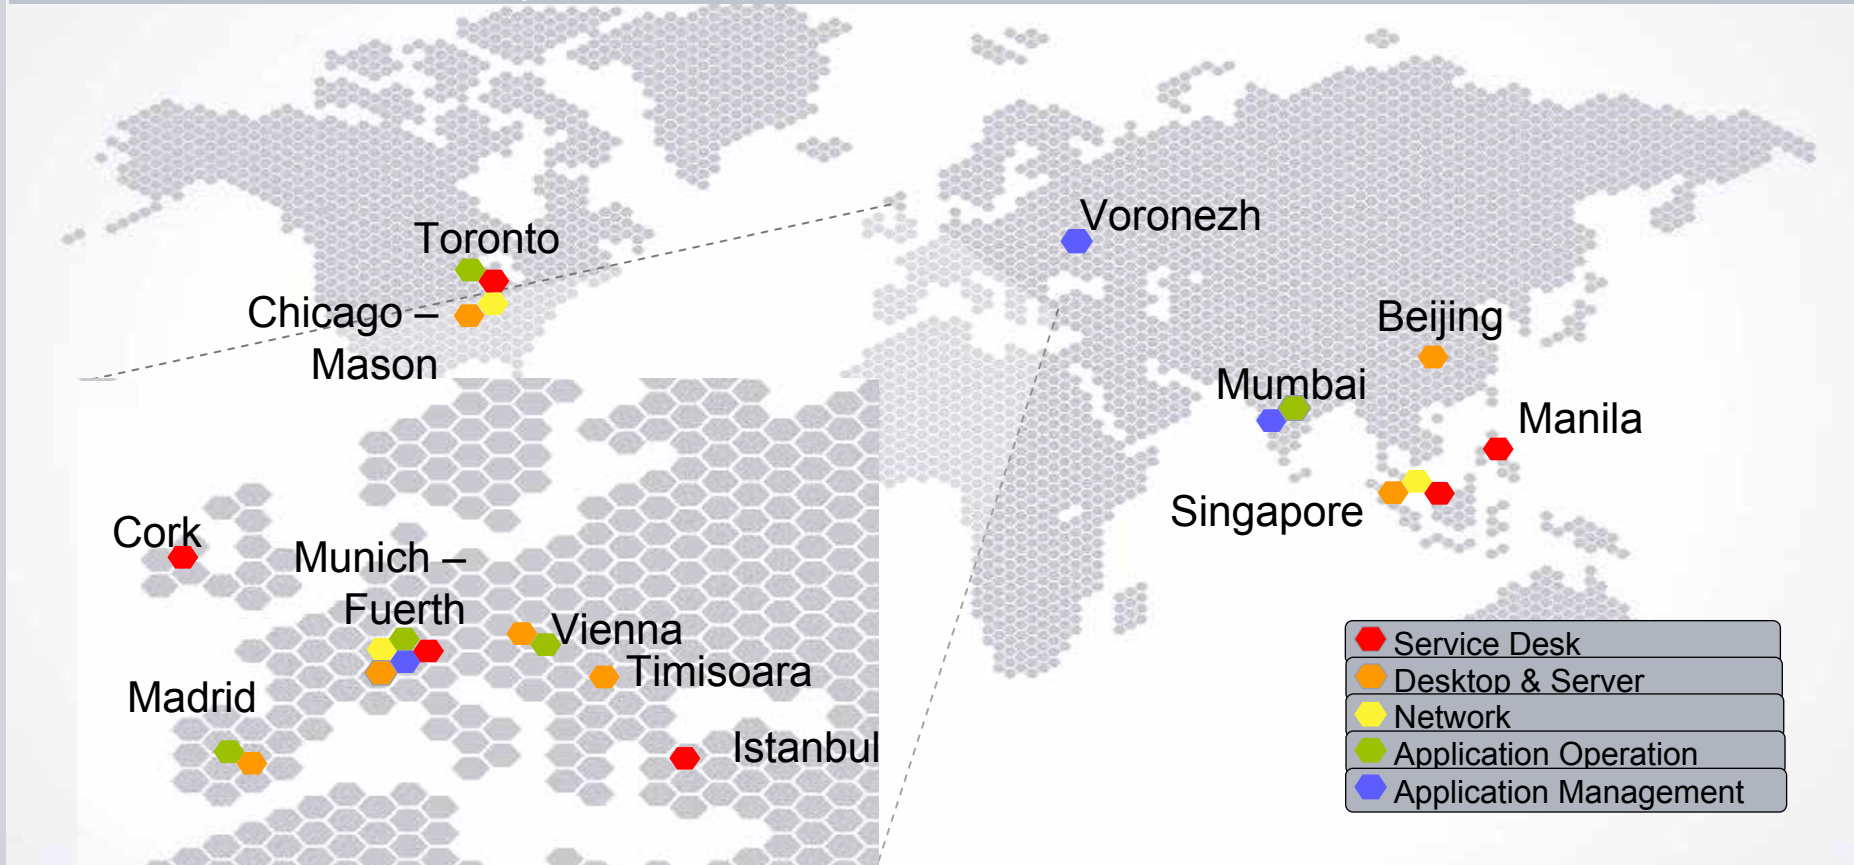 Toronto
Chicago –
Mason
Voronezh
Beijing
Mumbai
Manila
Singapore
Cork
Munich –
Fuerth
Vienna
Timisoara
Madrid
Istanbul
Service Desk
Desktop & Server
Network
Application Operation
Application Management